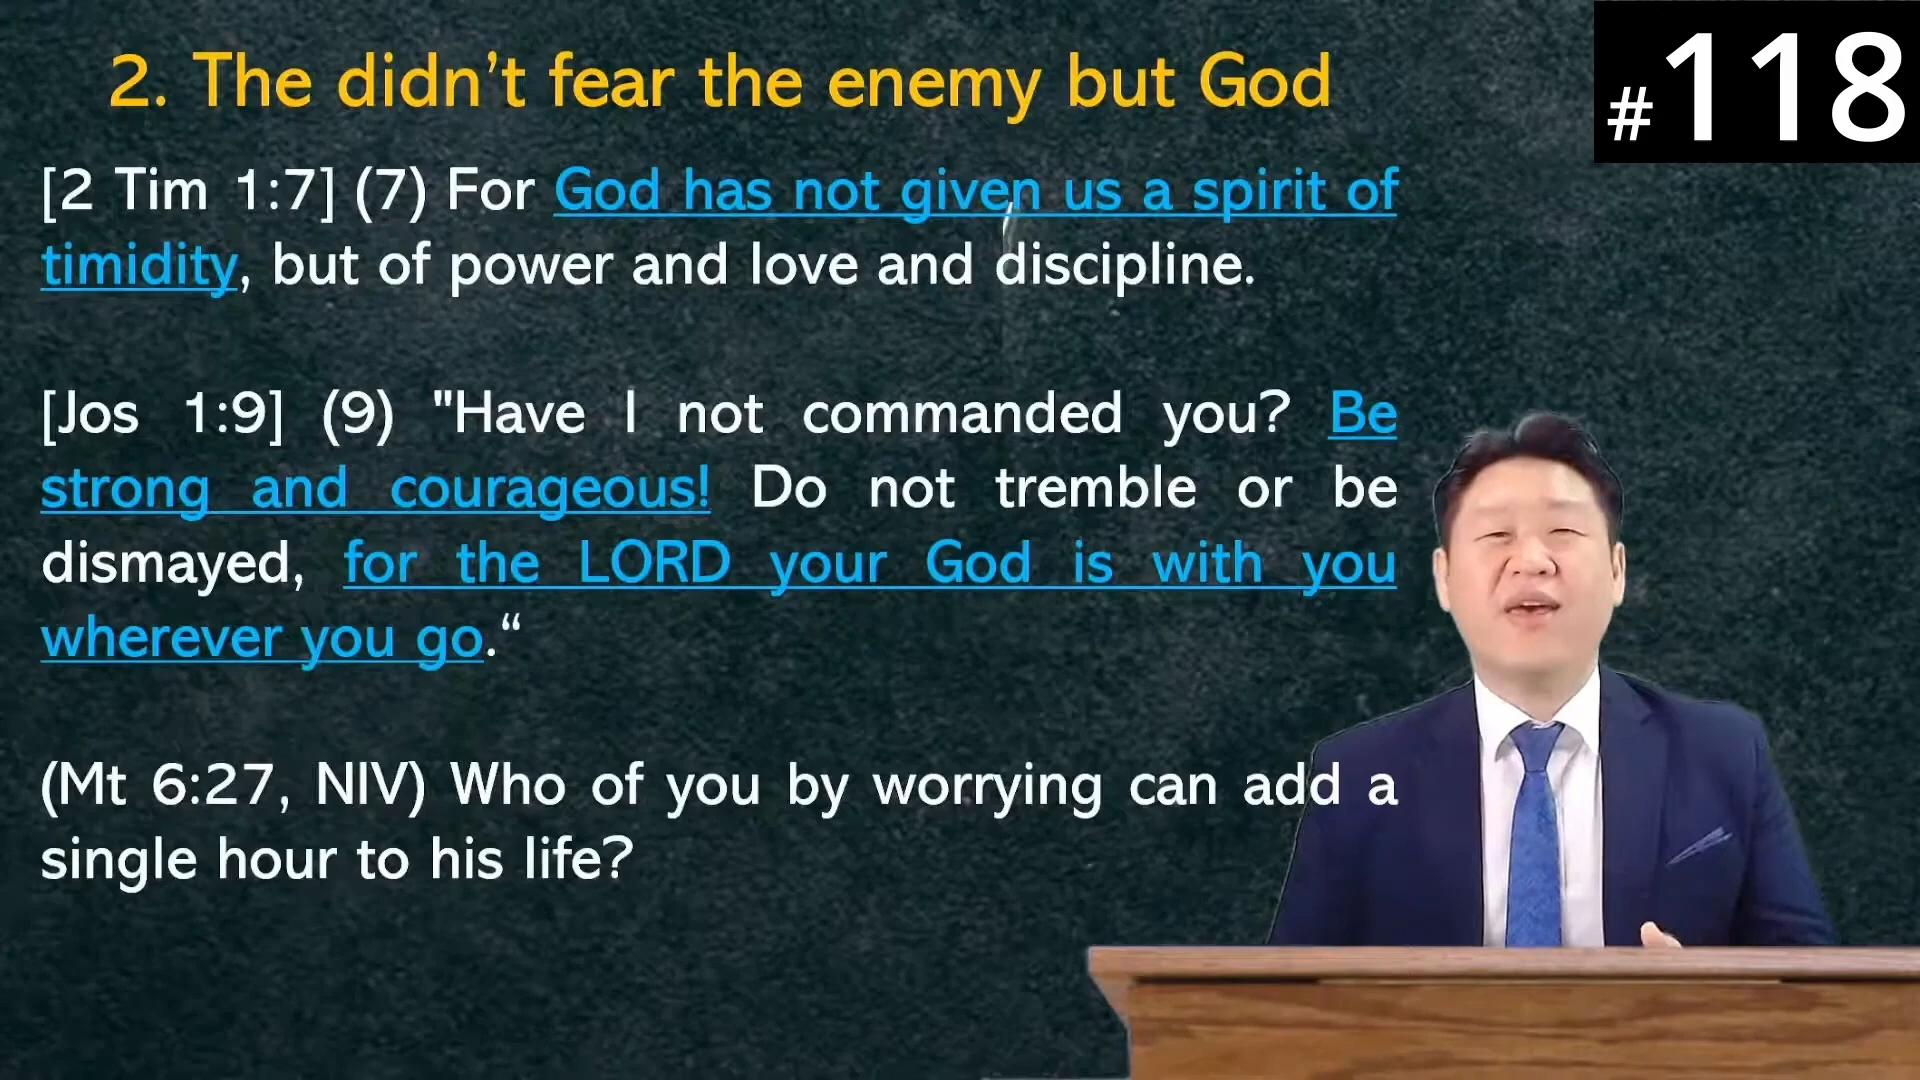 2. The didn’t fear the enemy but God
#118
[2 Tim 1:7] (7) For God has not given us a spirit of
timidity, but of power and love and discipline.
[Jos 1:9] (9) "Have I not commanded you? Be
strong and courageous! Do not tremble or be
dismayed, for the LORD your God is with you
wherever you go.“
(Mt 6:27, NIV) Who of you by worrying can add a
single hour to his life?